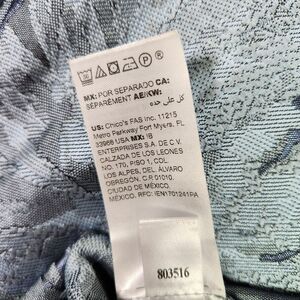 MX: POR SEPARADO CA:
SÉPARÉMENT AE/KW:
كل على حده
US: Chico's FAS Inc. 11215
Metro Parkway Fort Myers, FL
33966 USA MX: IB
ENTERPRISES S.A. DE C.V.
CALZADA DE LOS LEONES
NO. 170, PISO 1, COL.
LOS ALPES, DEL. ALVARO
OBREGÓN, C.P. 01010.
CIUDAD DE MÉXICO,
MÉXICO. RFC: IEN1701241PA
803516